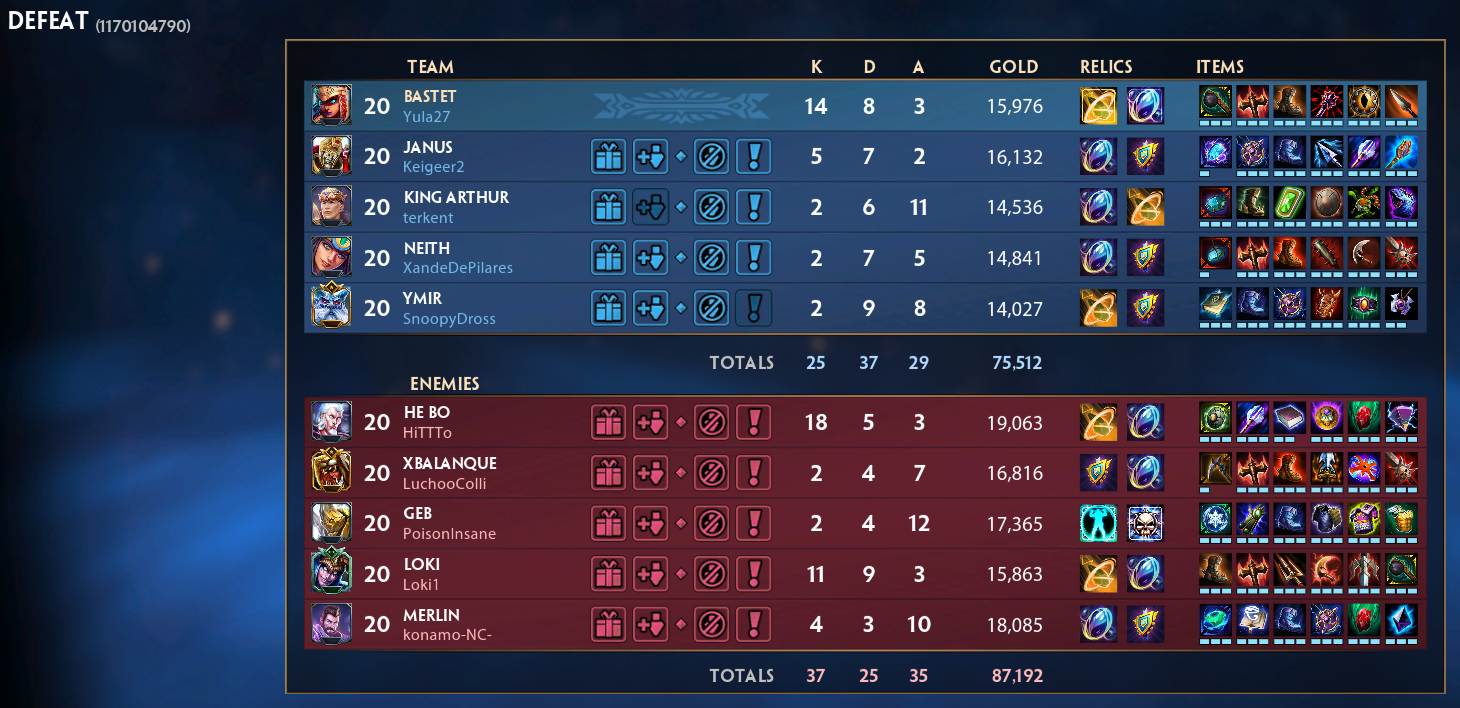 DEFEAT (1170104790)
TEAM K D A GOLD RELICS ITEMS
20 BASTET 14 8 3 15,976
Yula27
20 JANUS 5 7 2 16,132
Keigeer2
20 KING ARTHUR 2 6 11 14,536
terkent
20 NEITH 2 7 5 14,841
XandeDePilares
20 YMIR 2 9 8 14,027
SnoopyDross
TOTALS 25 37 29 75,512
ENEMIES
20 HE BO 18 5 3 19,063
HiTTTo
20 XBALANQUE 2 4 7 16,816
LuchooColli
20 GEB 2 4 12 17,365
PoisonInsane
20 LOKI 11 9 3 15,863
Loki1
20 MERLIN 4 3 10 18,085
konamo-NC-
TOTALS 37 25 35 87,192